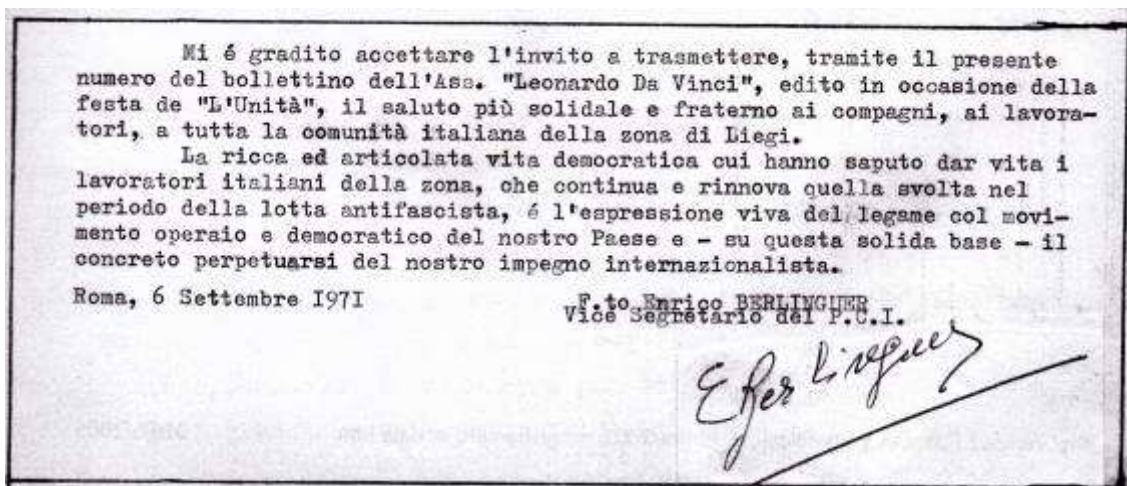 Mi é gradito accettare l'invito a trasmettere, tramite il presente
numero del bollettino dell'Ass. "Leonardo Da Vinci", edito in occasione della
festa de "L'Unità", il saluto più solidale e fraterno ai compagni, ai lavora-
tori, a tutta la comunità italiana della zona di Liegi.
La ricca ed articolata vita democratica cui hanno saputo dar vita i
lavoratori italiani della zona, che continua e rinnova quella svolta nel
periodo della lotta antifascista, é l'espressione viva del legame col movi-
mento operaio e democratico del nostro Paese e - su questa solida base - il
concreto perpetuarsi del nostro impegno internazionalista.
Roma, 6 Settembre I97I
F.to Enrico BERLINGUER
Vice Segretario del P.C.I.
E Berlinguer